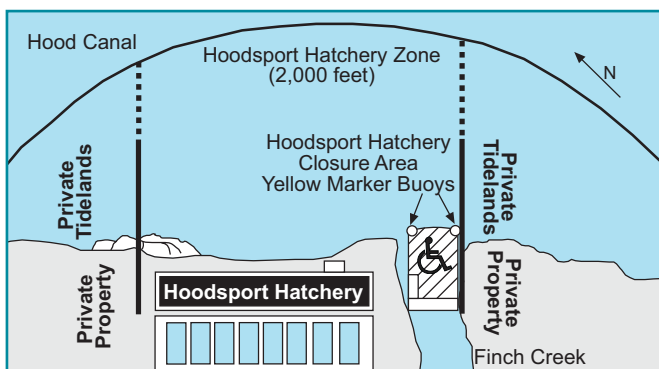 Hood Canal
Hoodsport Hatchery Zone
(2,000 feet)
N
Hoodsport Hatchery
Closure Area
Yellow Marker Buoys
Private
Tidelands
Private
Tidelands
Private
Property
Hoodsport Hatchery
Private
Property
Finch Creek